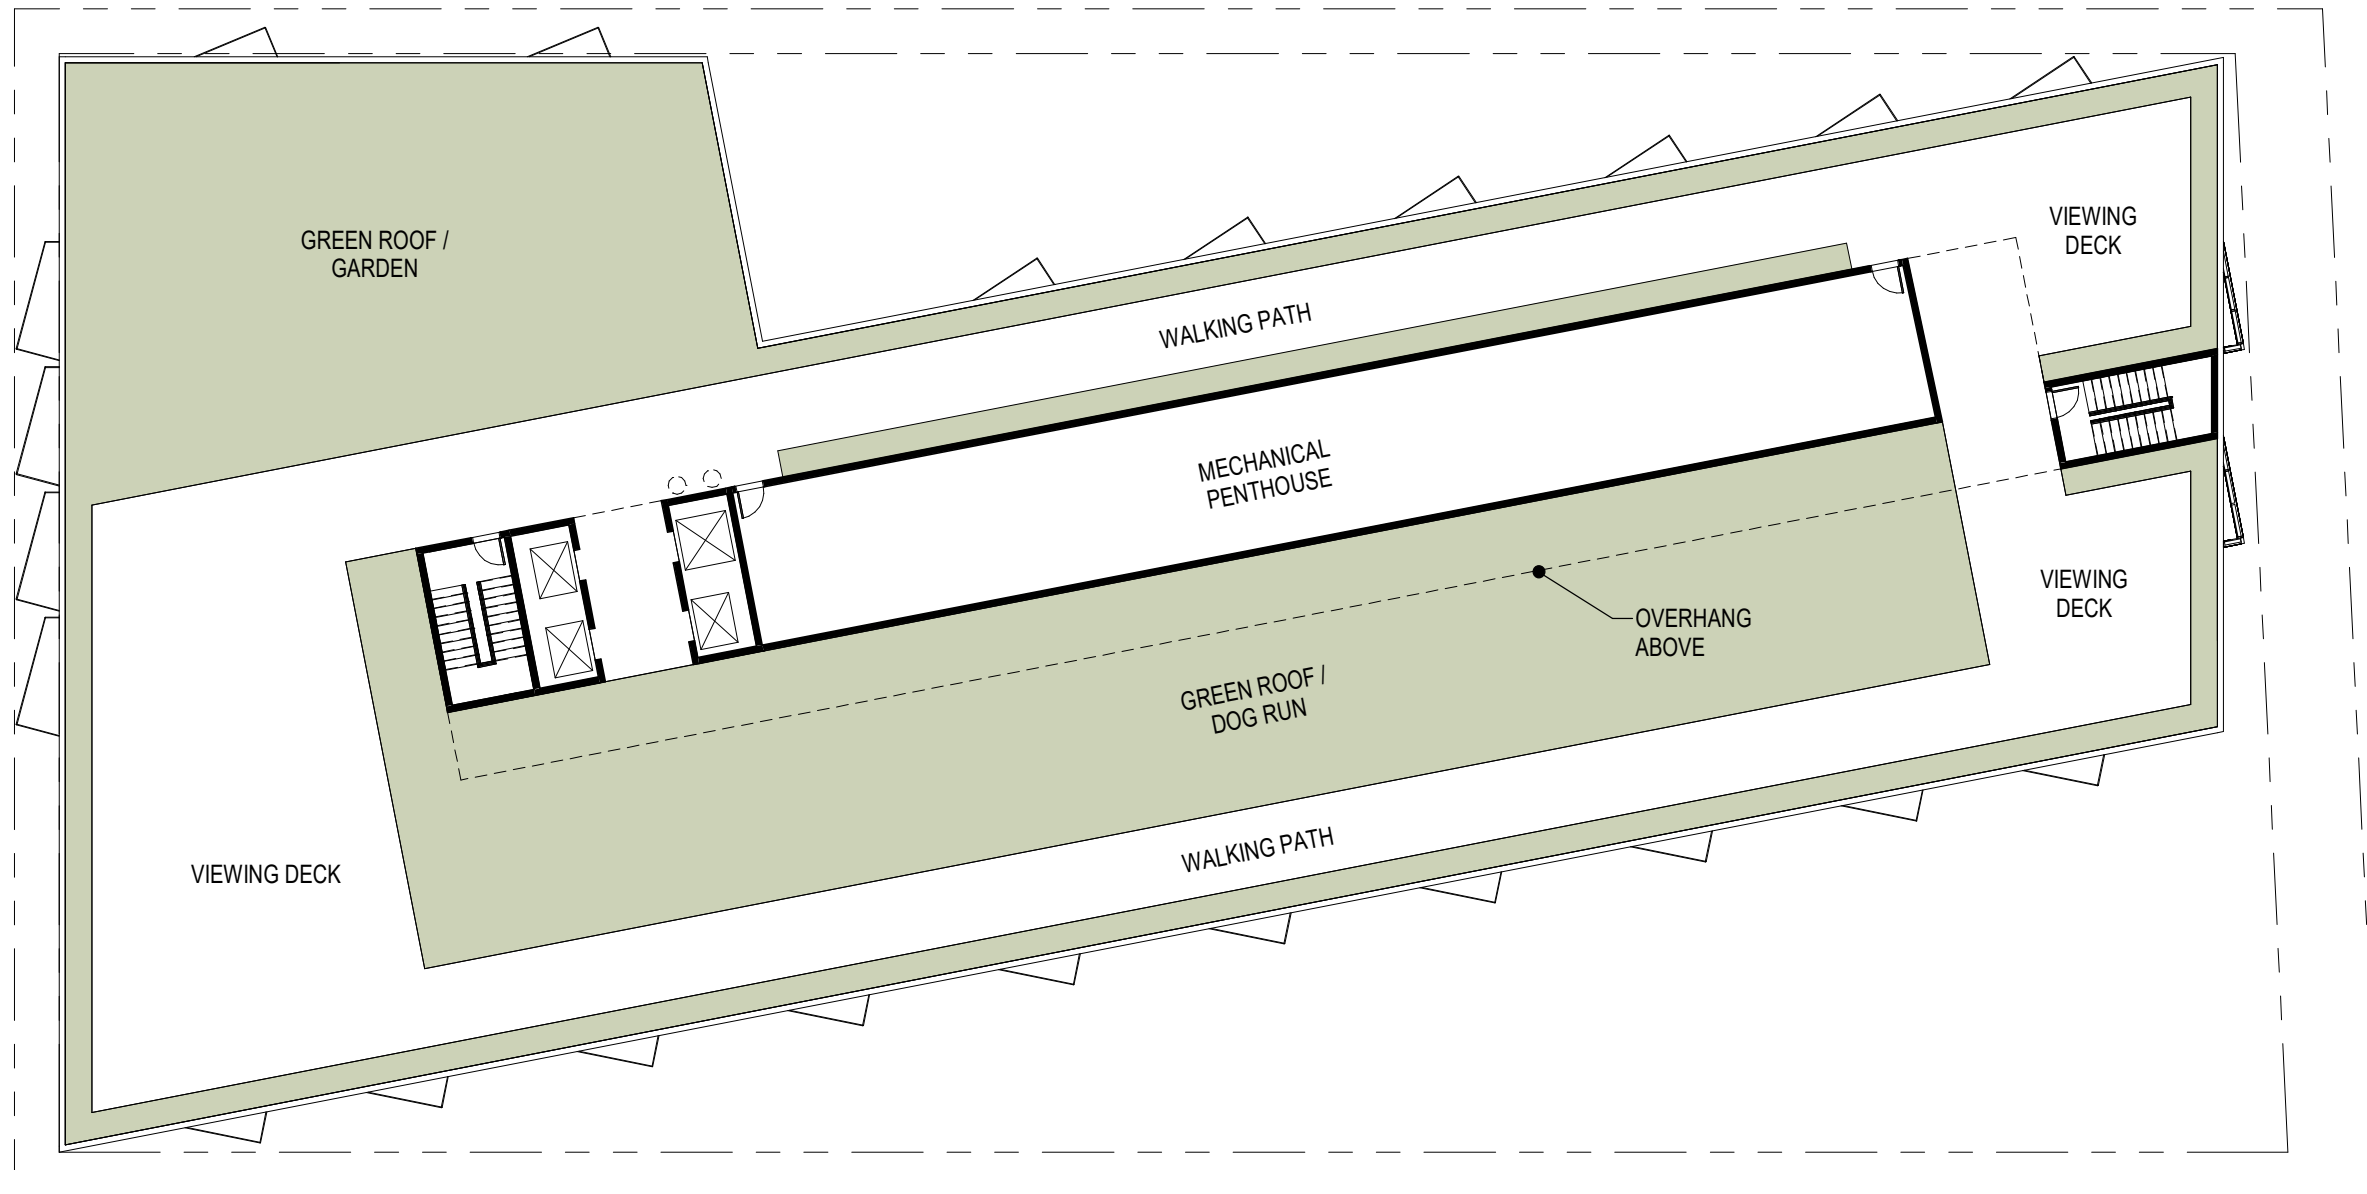 GREEN ROOF /
GARDEN
VIEWING
DECK
WALKING PATH
MECHANICAL
PENTHOUSE
VIEWING
DECK
OVERHANG
ABOVE
GREEN ROOF /
DOG RUN
WALKING PATH
VIEWING DECK